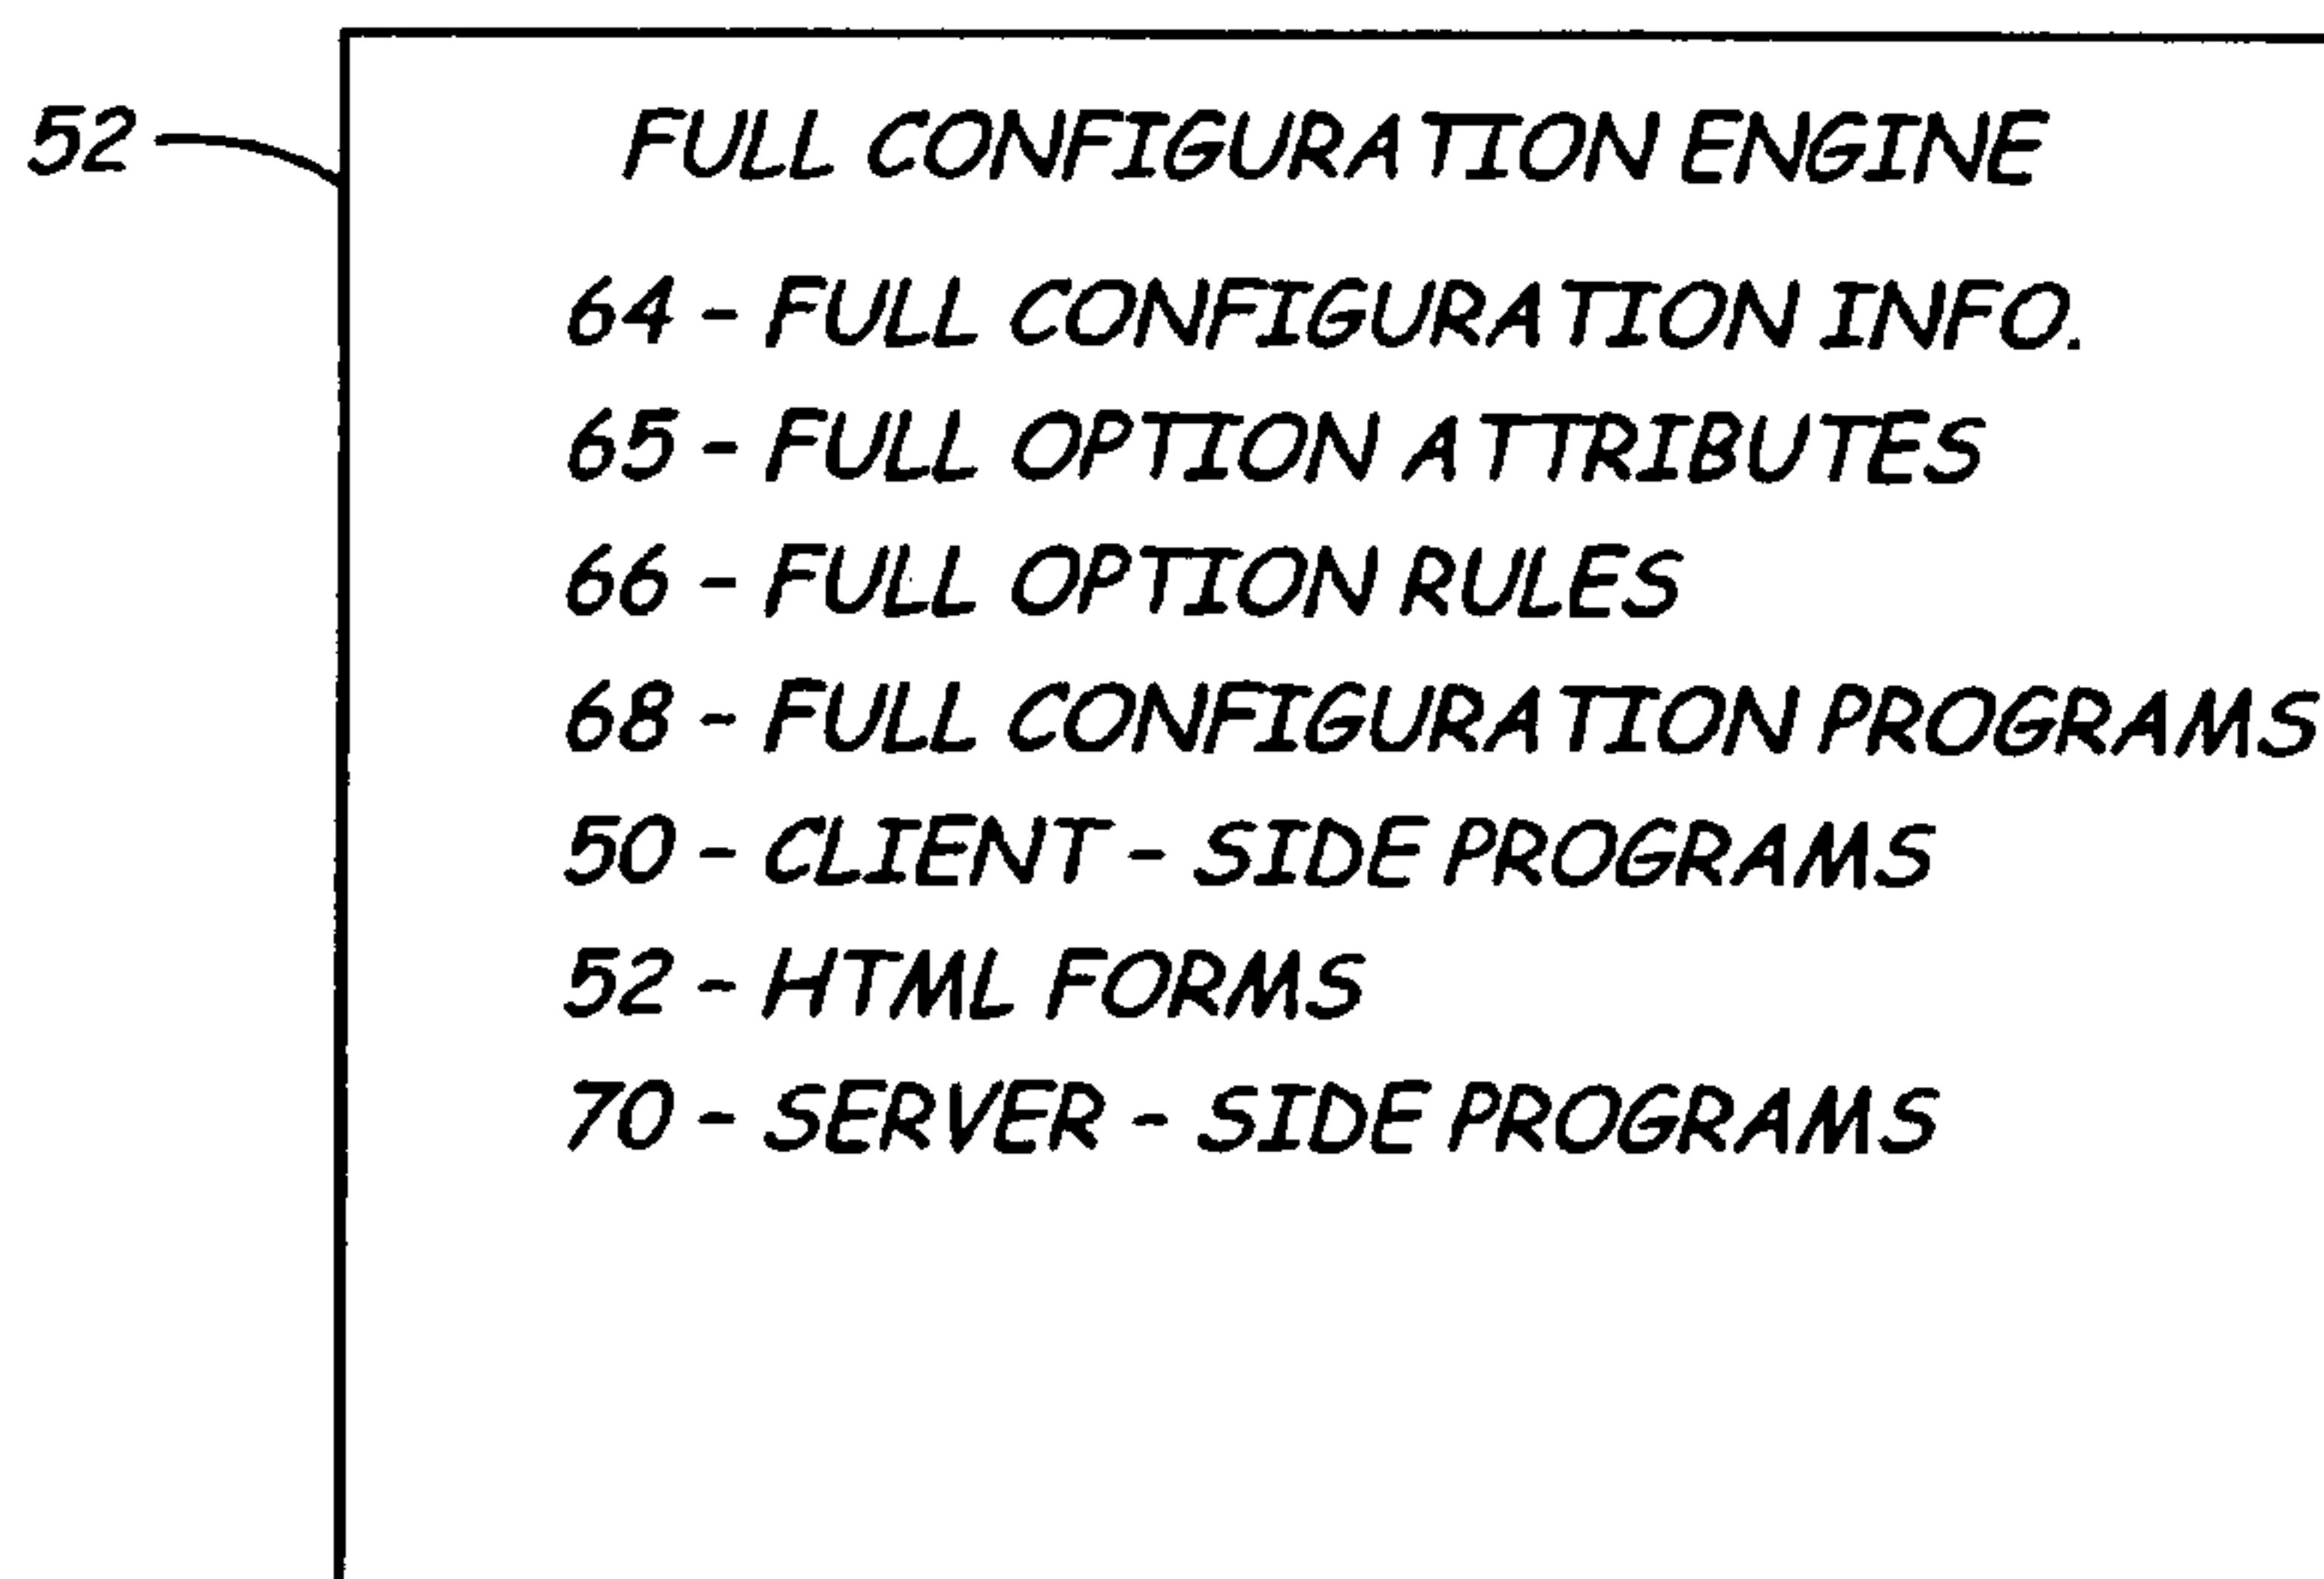 52 FULL CONFIGURATION ENGINE
64 - FULL CONFIGURATION INFO.
65 - FULL OPTION ATTRIBUTES
66 - FULL OPTION RULES
68 - FULL CONFIGURATION PROGRAMS
50 - CLIENT - SIDE PROGRAMS
52 - HTML FORMS
70 - SERVER - SIDE PROGRAMS